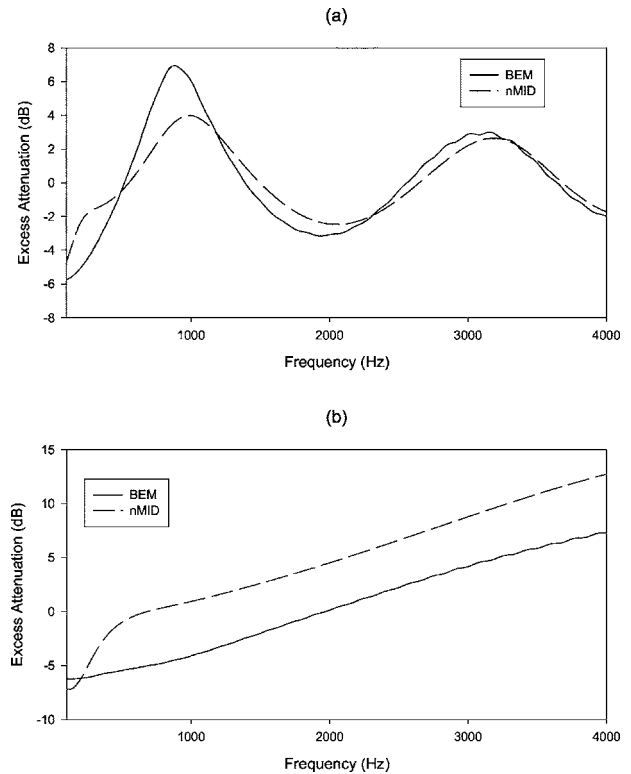 (a)
8
6
4
2
0
-2
-4
-6
-8
Excess Attenuation (dB)
BEM
nMID
1000 2000 3000 4000
Frequency (Hz)
(b)
15
10
5
0
-5
-10
Excess Attenuation (dB)
BEM
nMID
1000 2000 3000 4000
Frequency (Hz)